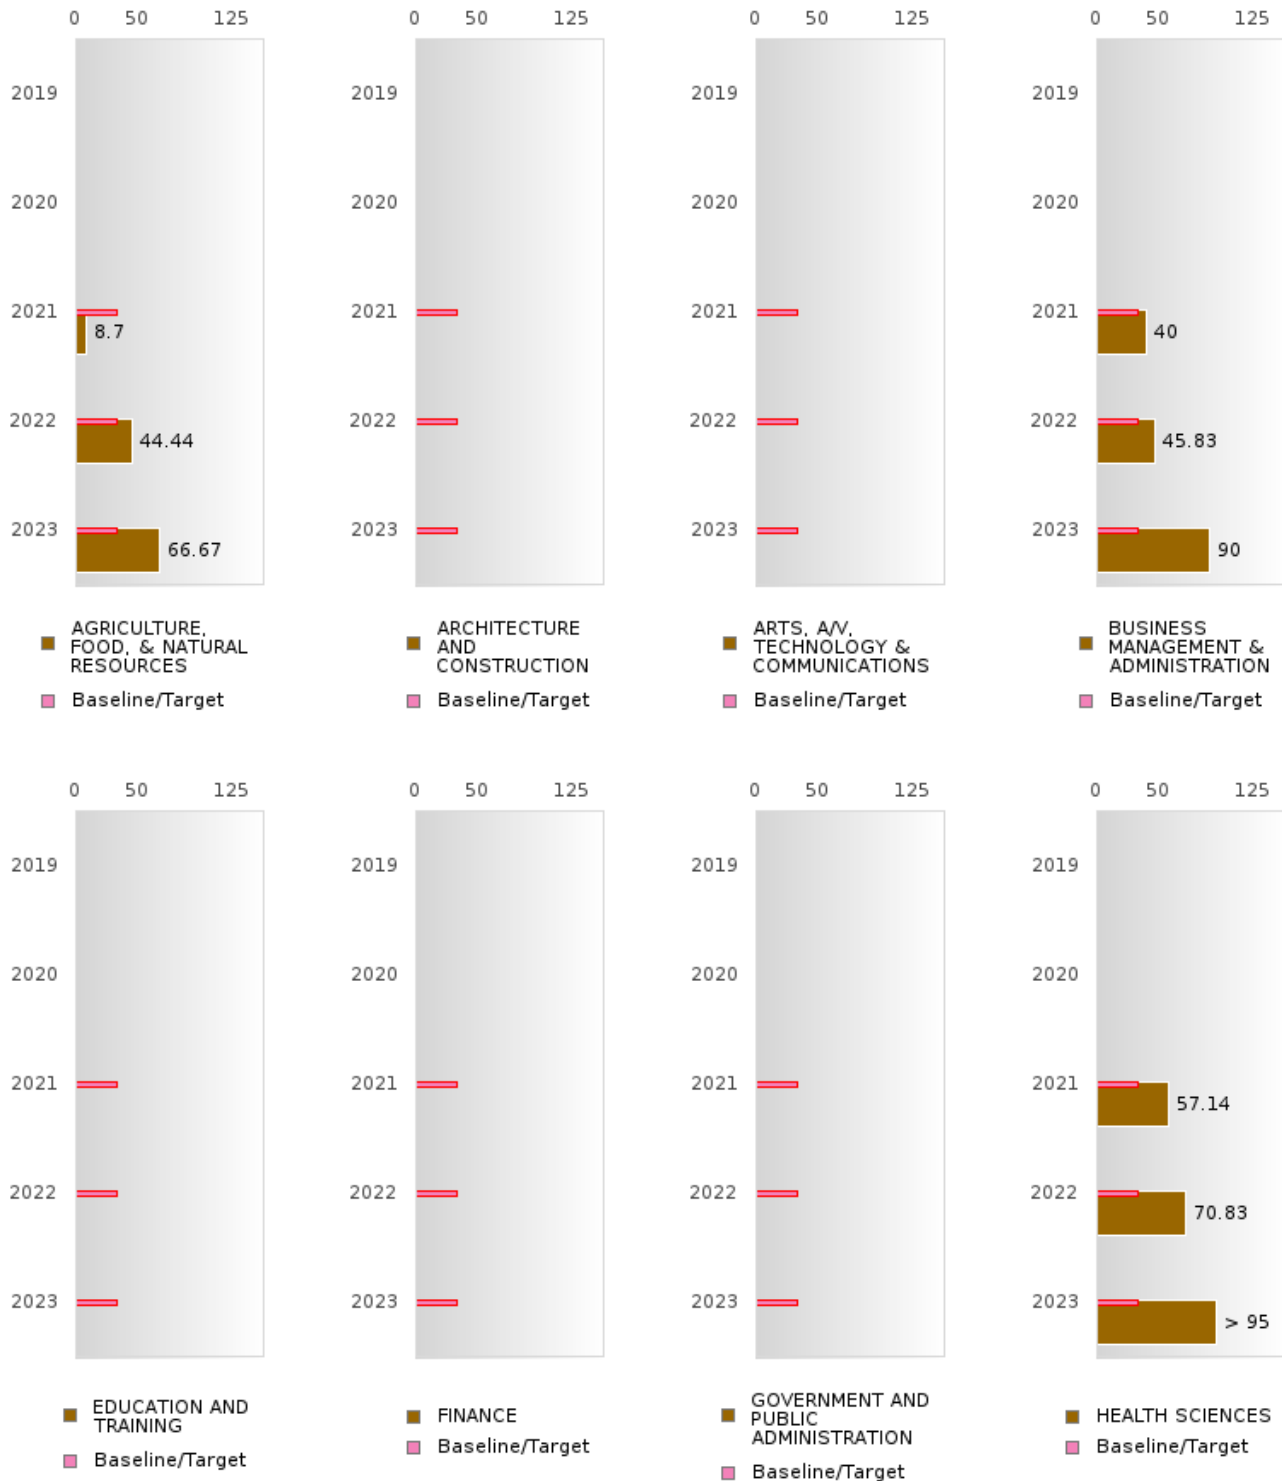 0 50 125
0 50 125
0 50 125
0 50 125
2019 2019 2019 2019
2020 2020 2020 2020
2021 2021 2021 2021
8.7 40
2022 2022 2022 2022
44.44 45.83
2023 2023 2023 2023
66.67 90
AGRICULTURE,
FOOD, & NATURAL
RESOURCES
Baseline/Target
ARCHITECTURE
AND
CONSTRUCTION
Baseline/Target
ARTS, A/V,
TECHNOLOGY &
COMMUNICATIONS
Baseline/Target
BUSINESS
MANAGEMENT &
ADMINISTRATION
Baseline/Target
0 50 125
0 50 125
0 50 125
0 50 125
2019 2019 2019 2019
2020 2020 2020 2020
2021 2021 2021 2021
57.14
2022 2022 2022 2022
70.83
2023 2023 2023 2023
> 95
EDUCATION AND
TRAINING
Baseline/Target
FINANCE
Baseline/Target
GOVERNMENT AND
PUBLIC
ADMINISTRATION
Baseline/Target
HEALTH SCIENCES
Baseline/Target